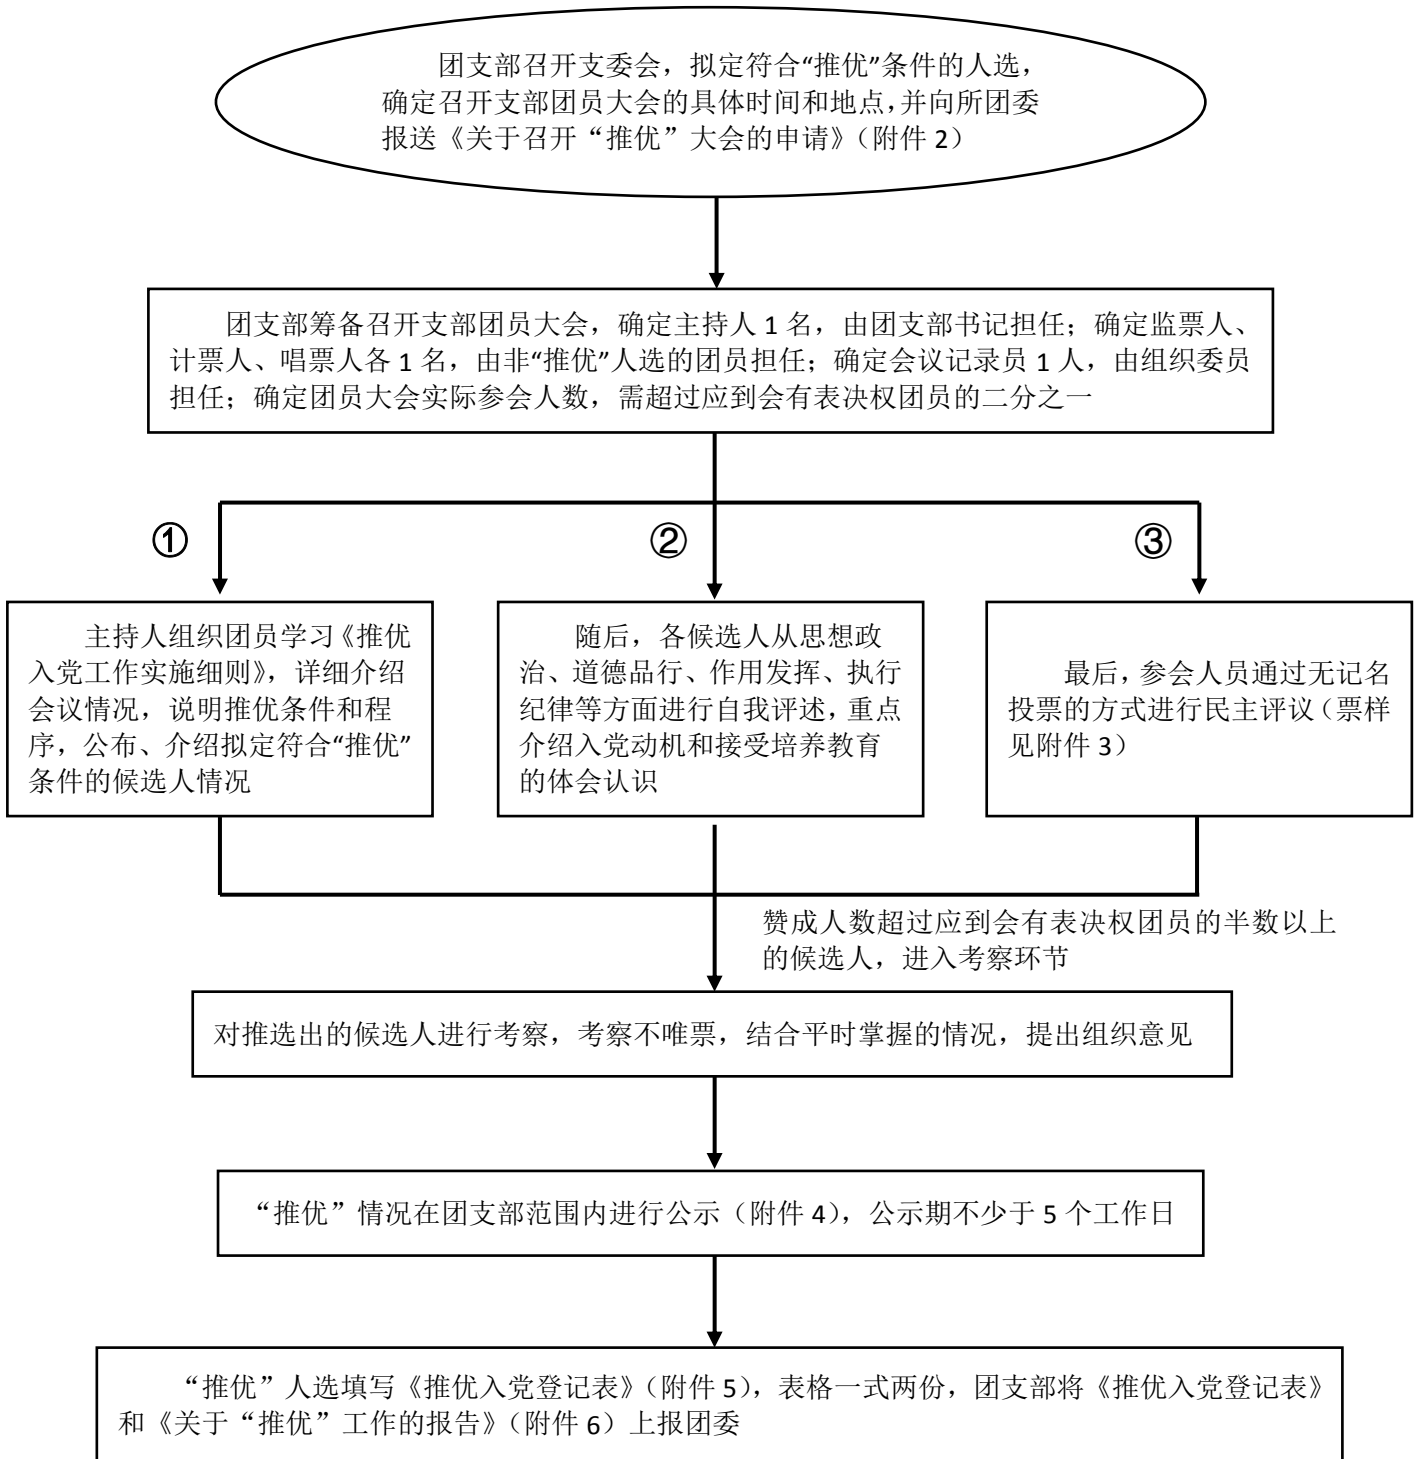 团支部召开支委会，拟定符合“推优”条件的人选，
确定召开支部团员大会的具体时间和地点，并向所团委
报送《关于召开“推优”大会的申请》（附件 2）
团支部筹备召开支部团员大会，确定主持人 1 名，由团支部书记担任；确定监票人、
计票人、唱票人各 1 名，由非“推优”人选的团员担任；确定会议记录员 1 人，由组织委员
担任；确定团员大会实际参会人数，需超过应到会有表决权团员的二分之一
①
主持人组织团员学习《推优
入党工作实施细则》，详细介绍
会议情况，说明推优条件和程
序，公布、介绍拟定符合“推优”
条件的候选人情况
②
随后，各候选人从思想政
治、道德品行、作用发挥、执行
纪律等方面进行自我评述，重点
介绍入党动机和接受培养教育
的体会认识
③
最后，参会人员通过无记名
投票的方式进行民主评议（票样
见附件 3）
赞成人数超过应到会有表决权团员的半数以上
的候选人，进入考察环节
对推选出的候选人进行考察，考察不唯票，结合平时掌握的情况，提出组织意见
“推优”情况在团支部范围内进行公示（附件 4），公示期不少于 5 个工作日
“推优”人选填写《推优入党登记表》（附件 5），表格一式两份，团支部将《推优入党登记表》
和《关于“推优”工作的报告》（附件 6）上报团委